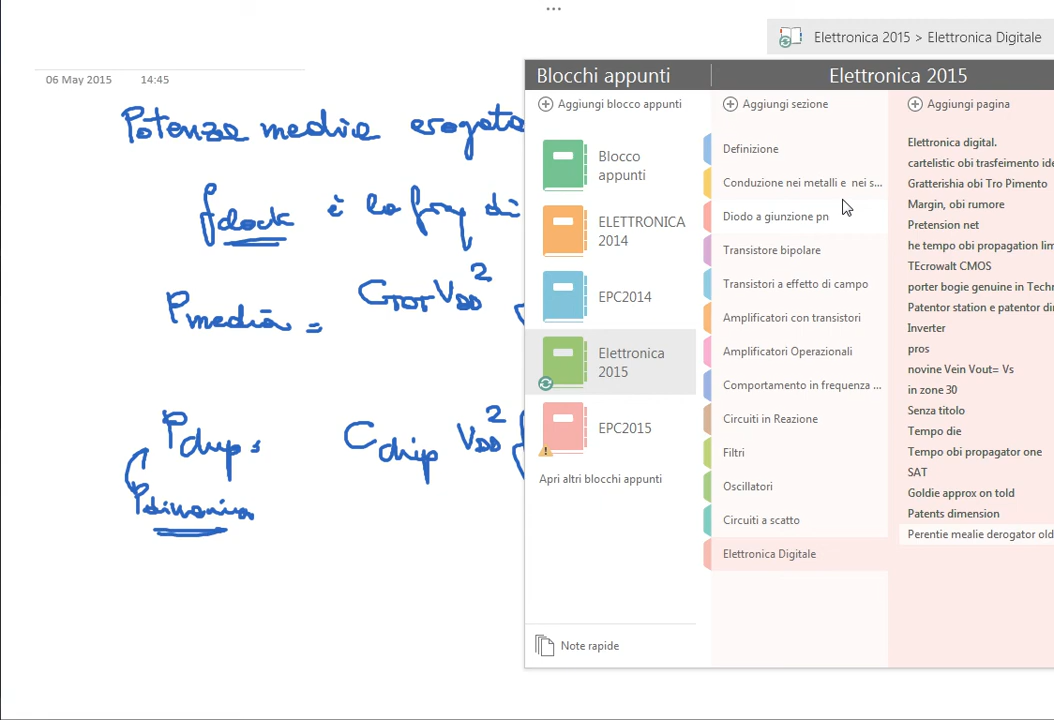 ...
Elettronica 2015 > Elettronica Digitale
06 May 2015 14:45
Potenza media erogata
fclock è la freq di
Pmedia = CTOT VDD²
Pchip = Cchip VDD² f
Pdinamica
Blocchi appunti
Aggiungi blocco appunti
Blocco
appunti
ELETTRONICA
2014
EPC2014
Elettronica
2015
EPC2015
Apri altri blocchi appunti
Note rapide
Elettronica 2015
Aggiungi sezione
Definizione
Conduzione nei metalli e nei s...
Diodo a giunzione pn
Transistore bipolare
Transistori a effetto di campo
Amplificatori con transistori
Amplificatori Operazionali
Comportamento in frequenza ...
Circuiti in Reazione
Filtri
Oscillatori
Circuiti a scatto
Elettronica Digitale
Aggiungi pagina
Elettronica digital.
cartelistic obi trasfeimento ide
Gratterishia obi Tro Pimento
Margin, obi rumore
Pretension net
he tempo obi propagation lim
TEcrowalt CMOS
porter bogie genuine in Techn
Patentor station e patentor di
Inverter
pros
novine Vein Vout= Vs
in zone 30
Senza titolo
Tempo die
Tempo obi propagator one
SAT
Goldie approx on told
Patents dimension
Perentie mealie derogator old